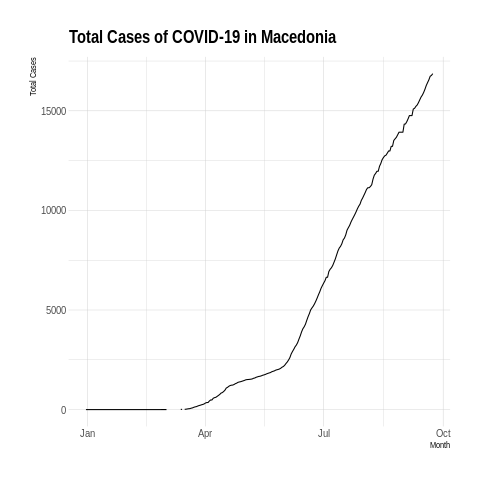 Total Cases of COVID-19 in Macedonia
Total Cases
15000
10000
5000
0
Jan Apr Jul Oct
Month